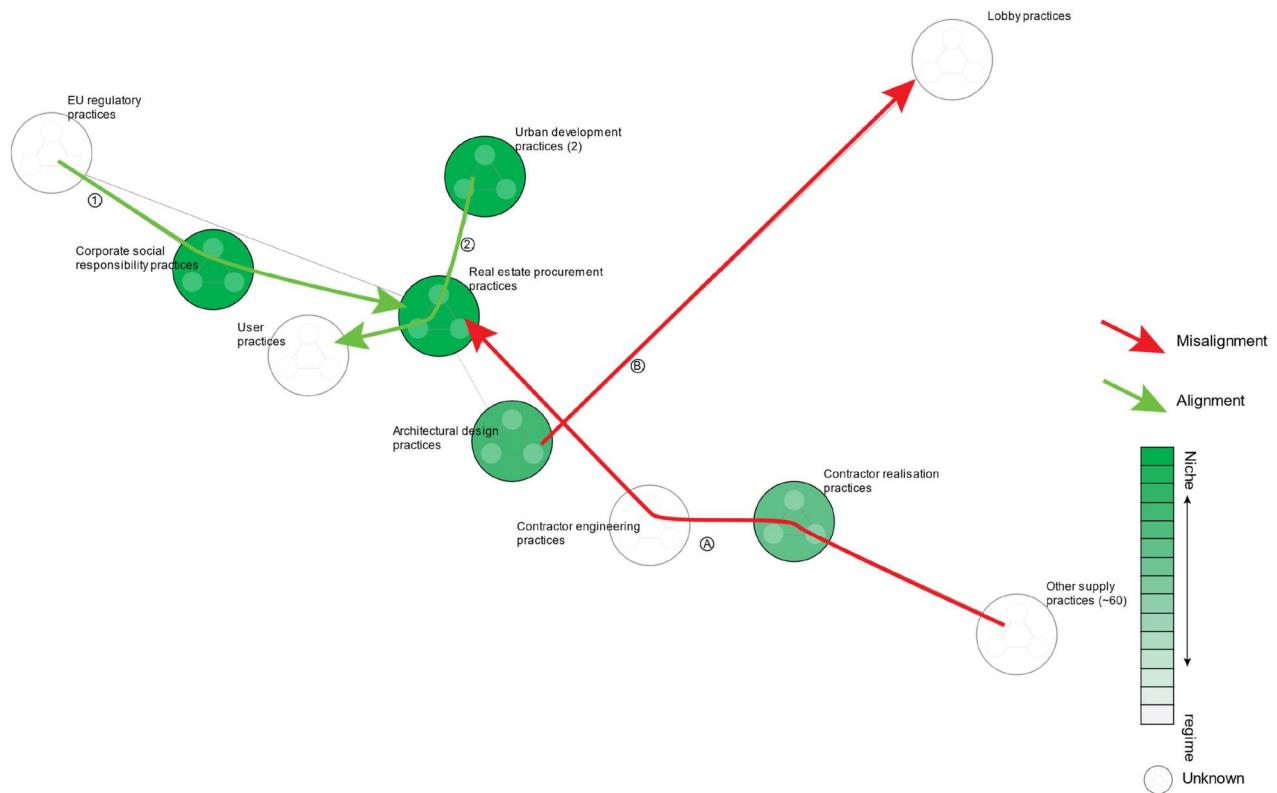 Lobby practices
EU regulatory
practices
Urban development
practices (2)
①
②
Corporate social
responsibility practices
Real estate procurement
practices
User
practices
Misalignment
B
Alignment
Architectural design
practices
Niche
Contractor realisation
practices
Contractor engineering
practices
A
Other supply
practices (~60)
regime
Unknown